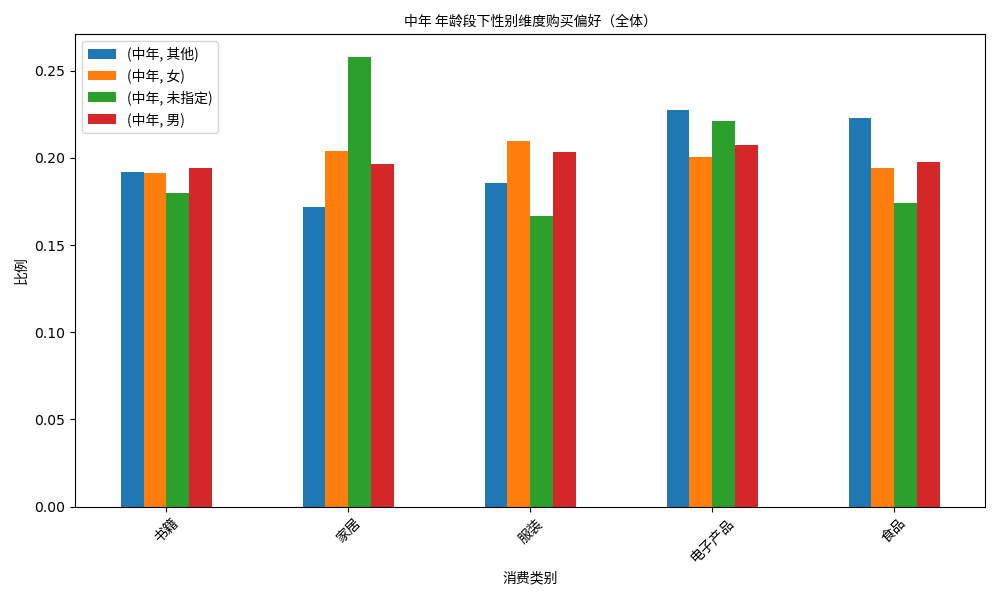 中年 年龄段下性别维度购买偏好（全体）
(中年, 其他)
(中年, 女)
(中年, 未指定)
(中年, 男)
比例
0.25
0.20
0.15
0.10
0.05
0.00
书籍
家居
服装
电子产品
食品
消费类别